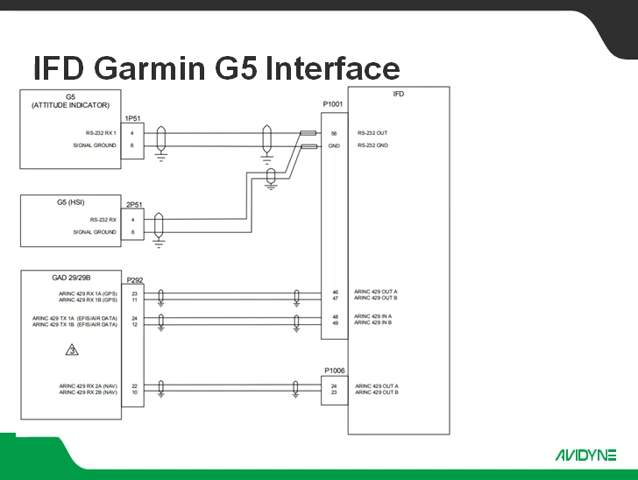 IFD Garmin G5 Interface
G5
(ATTITUDE INDICATOR)
1P51
RS-232 RX 1
4
SIGNAL GROUND
6
G5 (HSI)
2P51
RS-232 RX
4
SIGNAL GROUND
6
GAD 29/29B
P292
ARINC 429 RX 1A (GPS)
23
ARINC 429 RX 1B (GPS)
11
ARINC 429 TX 1A (EFIS/AIR DATA)
24
ARINC 429 TX 1B (EFIS/AIR DATA)
12
3
ARINC 429 RX 2A (NAV)
22
ARINC 429 RX 2B (NAV)
10
IFD
P1001
56
RS-232 OUT
GND
RS-232 GND
46
ARINC 429 OUT A
47
ARINC 429 OUT B
48
ARINC 429 IN A
49
ARINC 429 IN B
P1006
24
ARINC 429 OUT A
23
ARINC 429 OUT B
AVIDYNE